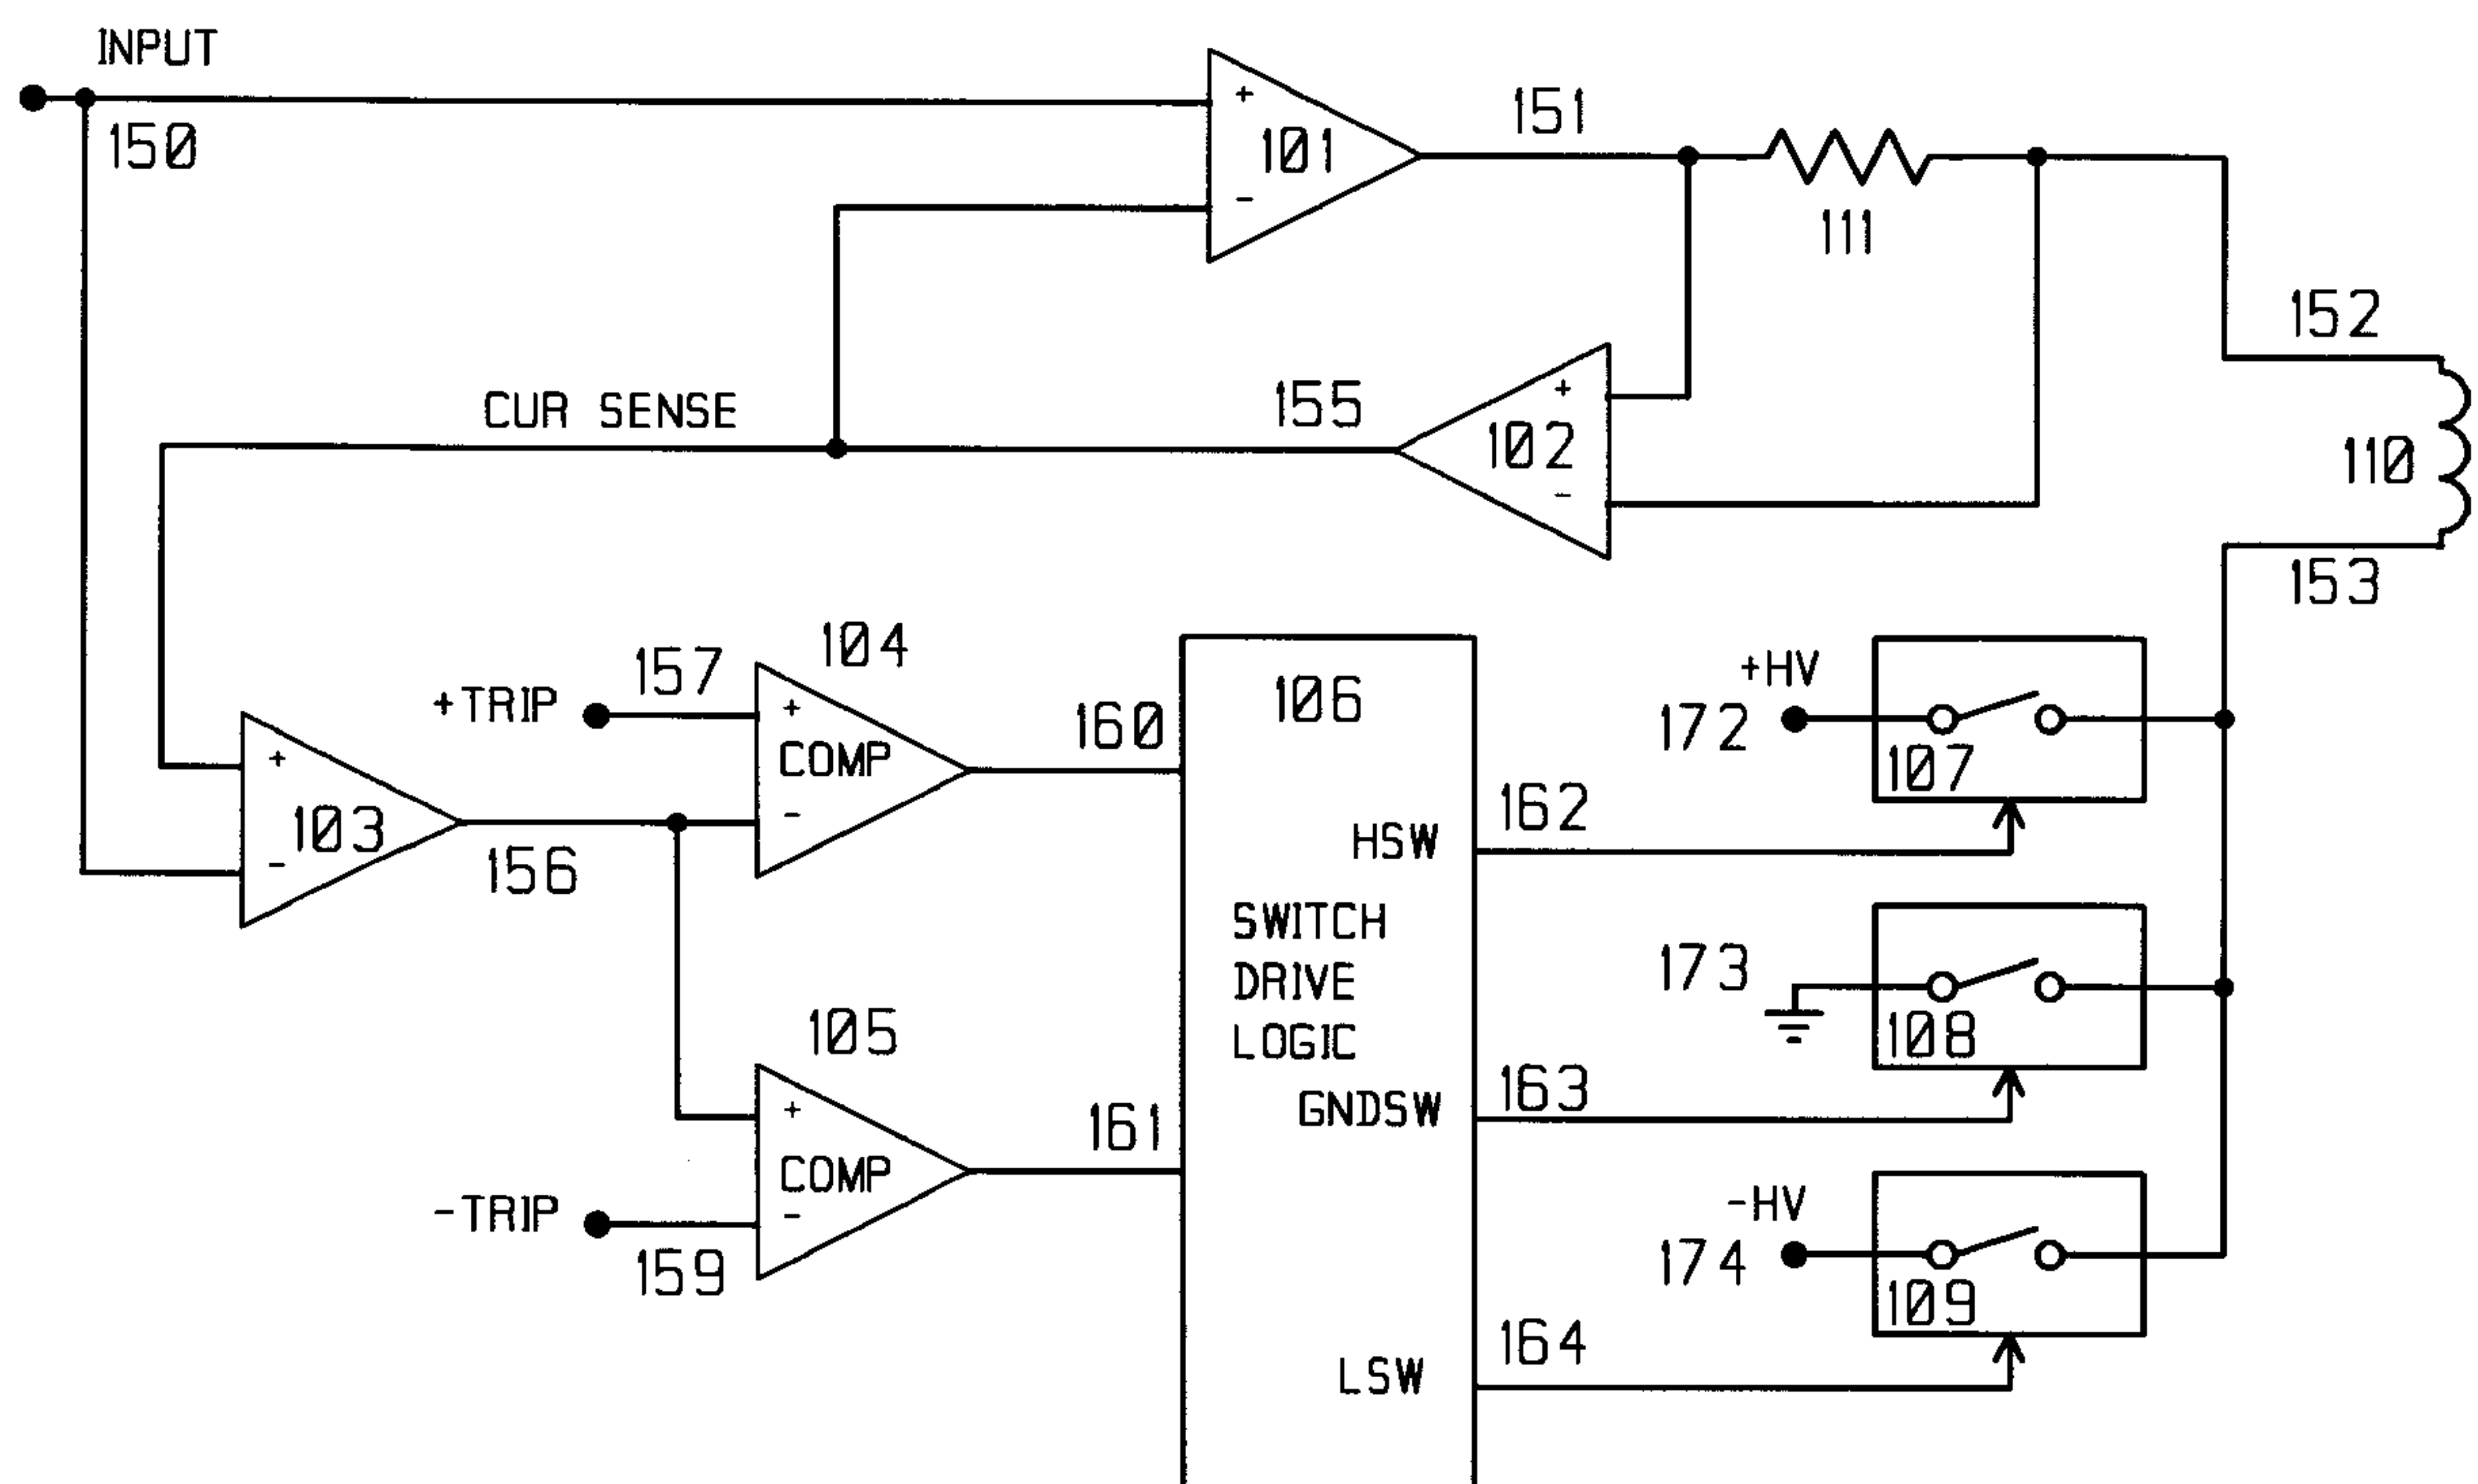 INPUT
150
+
101
-
151
111
152
CUR SENSE
155
+
102
-
110
153
+TRIP
157
104
+
COMP
-
160
106
+HV
172
107
+
103
-
156
HSW
162
SWITCH
DRIVE
LOGIC
173
108
105
+
COMP
-
161
GNDSW
163
-TRIP
159
-HV
174
109
LSW
164